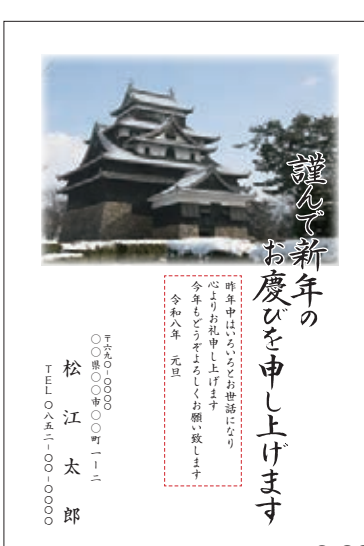 謹んで新年の
お慶びを申し上げます
昨年中はいろいろとお世話になり
心よりお礼申し上げます
今年もどうぞよろしくお願い致します
令和八年　元旦
〒六九〇-〇〇〇〇
〇〇県〇〇市〇〇町一ー二
松江太郎
TEL 〇八五二-〇〇-〇〇〇〇